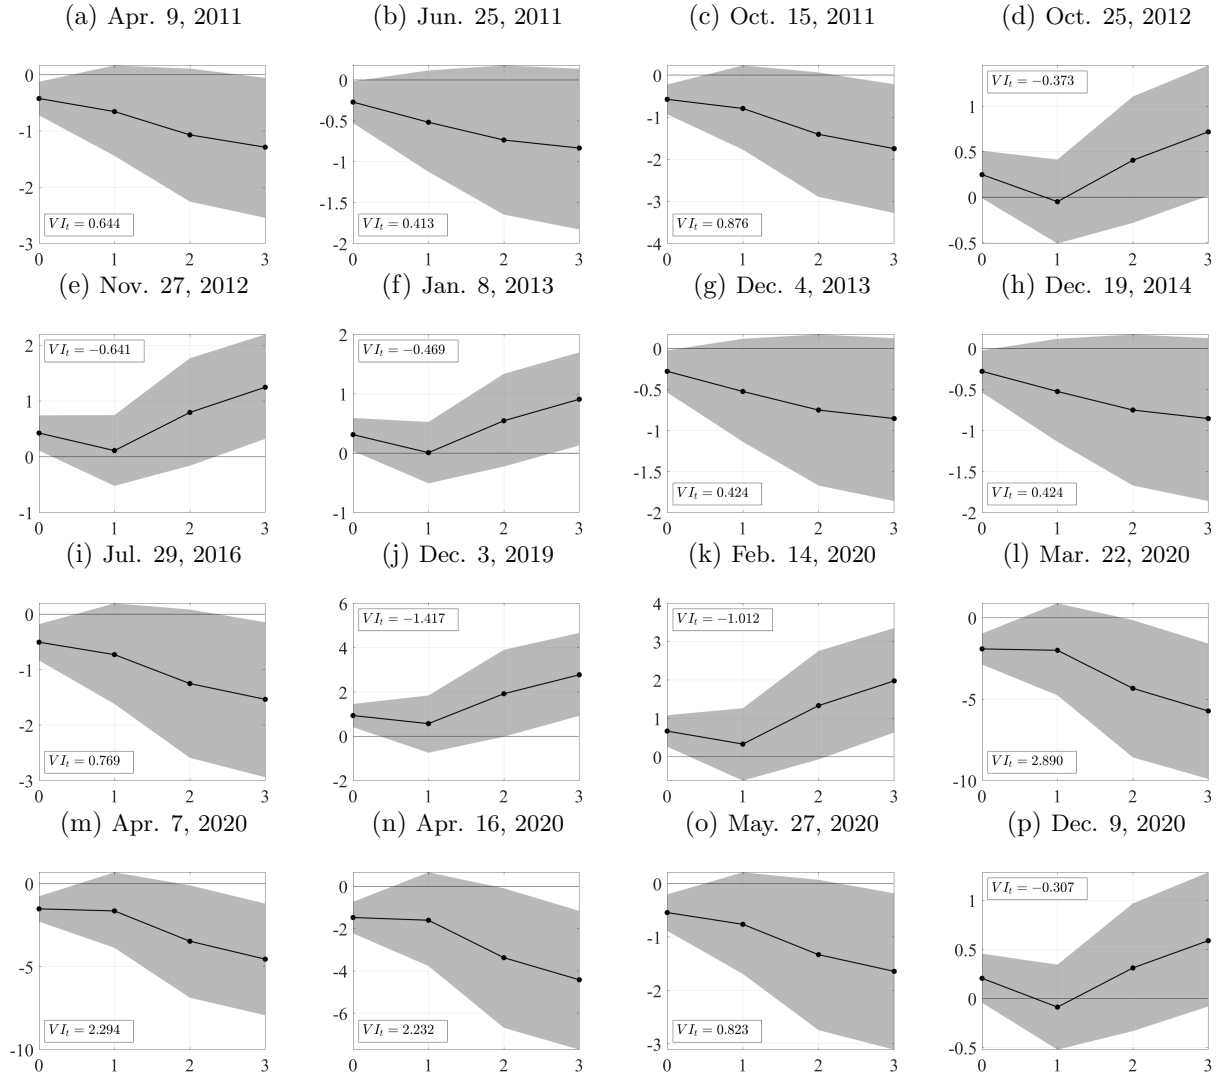 (a) Apr. 9, 2011
(b) Jun. 25, 2011
(c) Oct. 15, 2011
(d) Oct. 25, 2012
0
-1
-2
-3
VI_t = 0.644
0 1 2 3
0
-0.5
-1
-1.5
-2
VI_t = 0.413
0 1 2 3
0
-1
-2
-3
-4
VI_t = 0.876
0 1 2 3
VI_t = −0.373
1
0.5
0
-0.5
0 1 2 3
(e) Nov. 27, 2012
(f) Jan. 8, 2013
(g) Dec. 4, 2013
(h) Dec. 19, 2014
VI_t = −0.641
2
1
0
-1
0 1 2 3
VI_t = −0.469
2
1
0
-1
0 1 2 3
0
-0.5
-1
-1.5
-2
VI_t = 0.424
0 1 2 3
0
-0.5
-1
-1.5
-2
VI_t = 0.424
0 1 2 3
(i) Jul. 29, 2016
(j) Dec. 3, 2019
(k) Feb. 14, 2020
(l) Mar. 22, 2020
0
-1
-2
-3
VI_t = 0.769
0 1 2 3
VI_t = −1.417
6
4
2
0
-2
0 1 2 3
VI_t = −1.012
4
3
2
1
0
0 1 2 3
0
-5
-10
VI_t = 2.890
0 1 2 3
(m) Apr. 7, 2020
(n) Apr. 16, 2020
(o) May. 27, 2020
(p) Dec. 9, 2020
0
-5
-10
VI_t = 2.294
0 1 2 3
0
-2
-4
-6
VI_t = 2.232
0 1 2 3
0
-1
-2
-3
VI_t = 0.823
0 1 2 3
VI_t = −0.307
1
0.5
0
-0.5
0 1 2 3